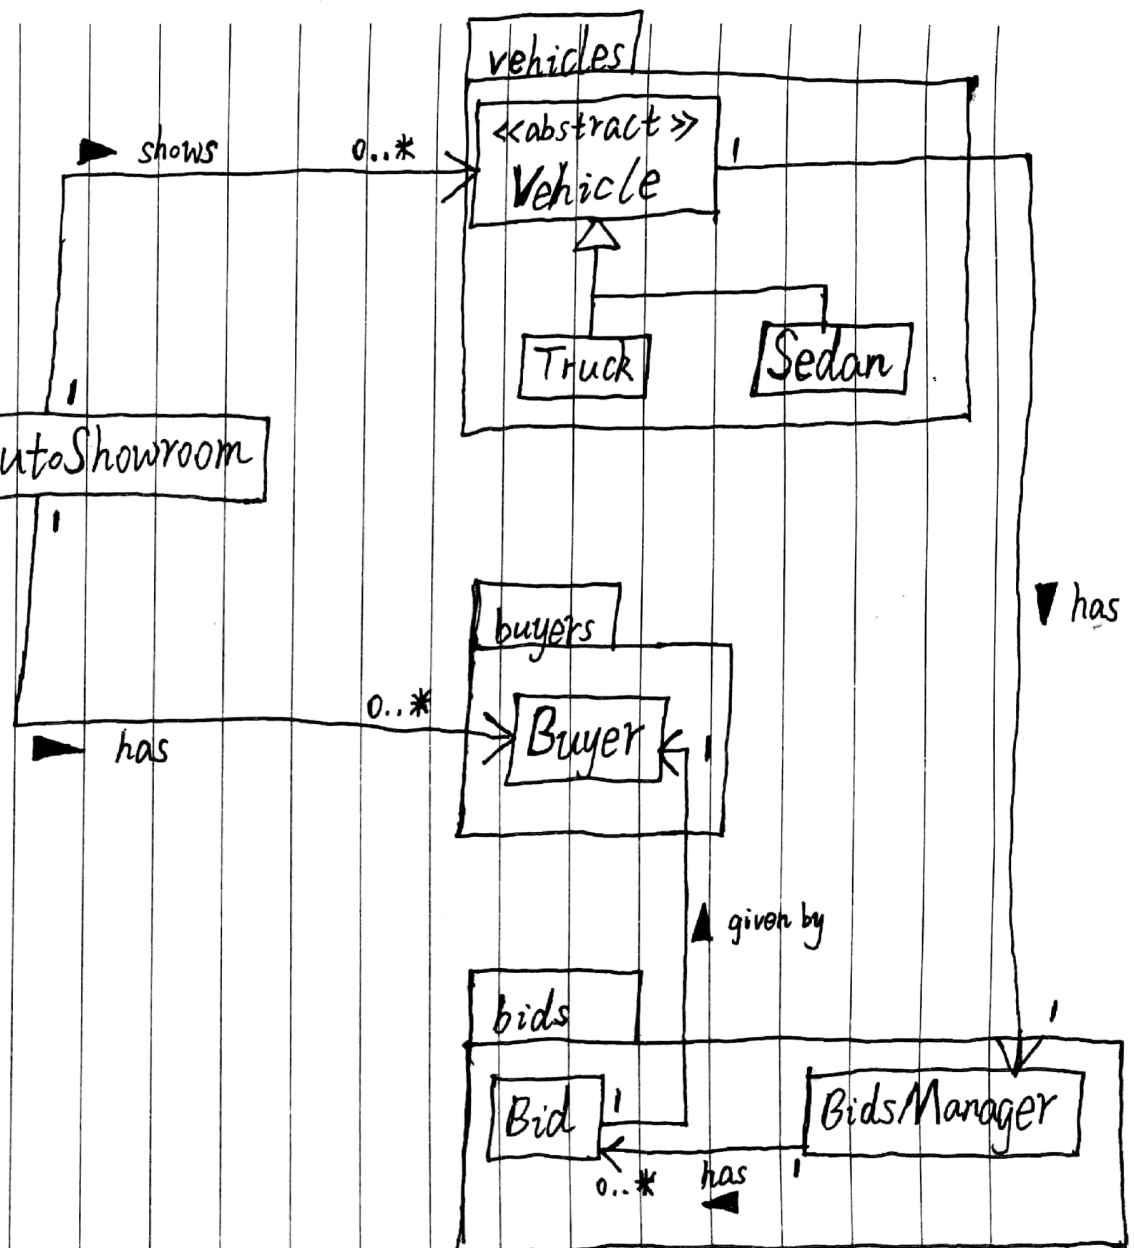 vehicles
<<abstract>>
Vehicle
1
shows
0..*
Truck
Sedan
1
utoShowroom
1
has
buyers
0..*
Buyer
1
has
given by
bids
1
Bid
1
BidsManager
has
1
0..*